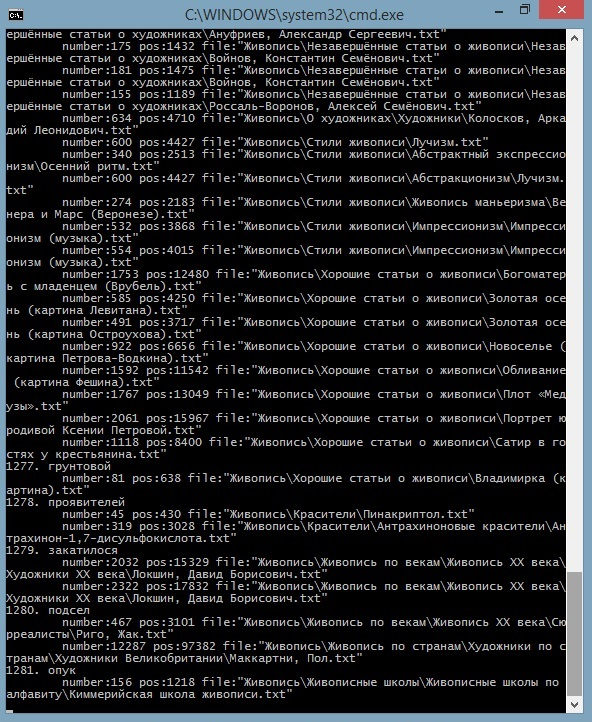 C:\WINDOWS\system32\cmd.exe
ершённые статьи о художниках\Ануфриев, Александр Сергеевич.txt"
number:175 pos:1432 file:"Живопись\Незавершённые статьи о живописи\Незав
ершённые статьи о художниках\Войнов, Константин Семёнович.txt"
number:181 pos:1475 file:"Живопись\Незавершённые статьи о живописи\Незав
ершённые статьи о художниках\Войнов, Константин Семёнович.txt"
number:155 pos:1189 file:"Живопись\Незавершённые статьи о живописи\Незав
ершённые статьи о художниках\Россаль-Воронов, Алексей Семёнович.txt"
number:634 pos:4710 file:"Живопись\О художниках\Художники\Колосков, Арка
дий Леонидович.txt"
number:600 pos:4427 file:"Живопись\Стили живописи\Лучизм.txt"
number:340 pos:2513 file:"Живопись\Стили живописи\Абстрактный экспрессио
низм\Осенний ритм.txt"
number:600 pos:4427 file:"Живопись\Стили живописи\Абстракционизм\Лучизм.
txt"
number:274 pos:2183 file:"Живопись\Стили живописи\Живопись маньеризма\Ве
нера и Марс (Веронезе).txt"
number:532 pos:3868 file:"Живопись\Стили живописи\Импрессионизм\Импресси
онизм (музыка).txt"
number:554 pos:4015 file:"Живопись\Стили живописи\Импрессионизм\Импресси
онизм (музыка).txt"
number:1753 pos:12480 file:"Живопись\Хорошие статьи о живописи\Богоматер
ь с младенцем (Врубель).txt"
number:585 pos:4250 file:"Живопись\Хорошие статьи о живописи\Золотая осе
нь (картина Левитана).txt"
number:491 pos:3717 file:"Живопись\Хорошие статьи о живописи\Золотая осе
нь (картина Остроухова).txt"
number:922 pos:6656 file:"Живопись\Хорошие статьи о живописи\Новоселье (
картина Петрова-Водкина).txt"
number:1592 pos:11542 file:"Живопись\Хорошие статьи о живописи\Обливание
(картина Фешина).txt"
number:1767 pos:13049 file:"Живопись\Хорошие статьи о живописи\Плот «Мед
узы».txt"
number:2061 pos:15967 file:"Живопись\Хорошие статьи о живописи\Портрет ю
родивой Ксении Петровой.txt"
number:1118 pos:8400 file:"Живопись\Хорошие статьи о живописи\Сатир в го
стях у крестьянина.txt"
1277. грунтовой
number:81 pos:638 file:"Живопись\Хорошие статьи о живописи\Владимирка (к
артина).txt"
1278. проявителей
number:45 pos:430 file:"Живопись\Красители\Пинакриптол.txt"
number:319 pos:3028 file:"Живопись\Красители\Антрахиноновые красители\Ан
трахинон-1,7-дисульфокислота.txt"
1279. закатилося
number:2032 pos:15329 file:"Живопись\Живопись по векам\Живопись XX века\
Художники XX века\Локшин, Давид Борисович.txt"
number:2322 pos:17832 file:"Живопись\Живопись по векам\Живопись XX века\
Художники XX века\Локшин, Давид Борисович.txt"
1280. подсел
number:467 pos:3101 file:"Живопись\Живопись по векам\Живопись XX века\Сю
рреалисты\Риго, Жак.txt"
number:12287 pos:97382 file:"Живопись\Живопись по странам\Художники по с
транам\Художники Великобритании\Маккартни, Пол.txt"
1281. опук
number:156 pos:1218 file:"Живопись\Живописные школы\Живописные школы по
алфавиту\Киммерийская школа живописи.txt"